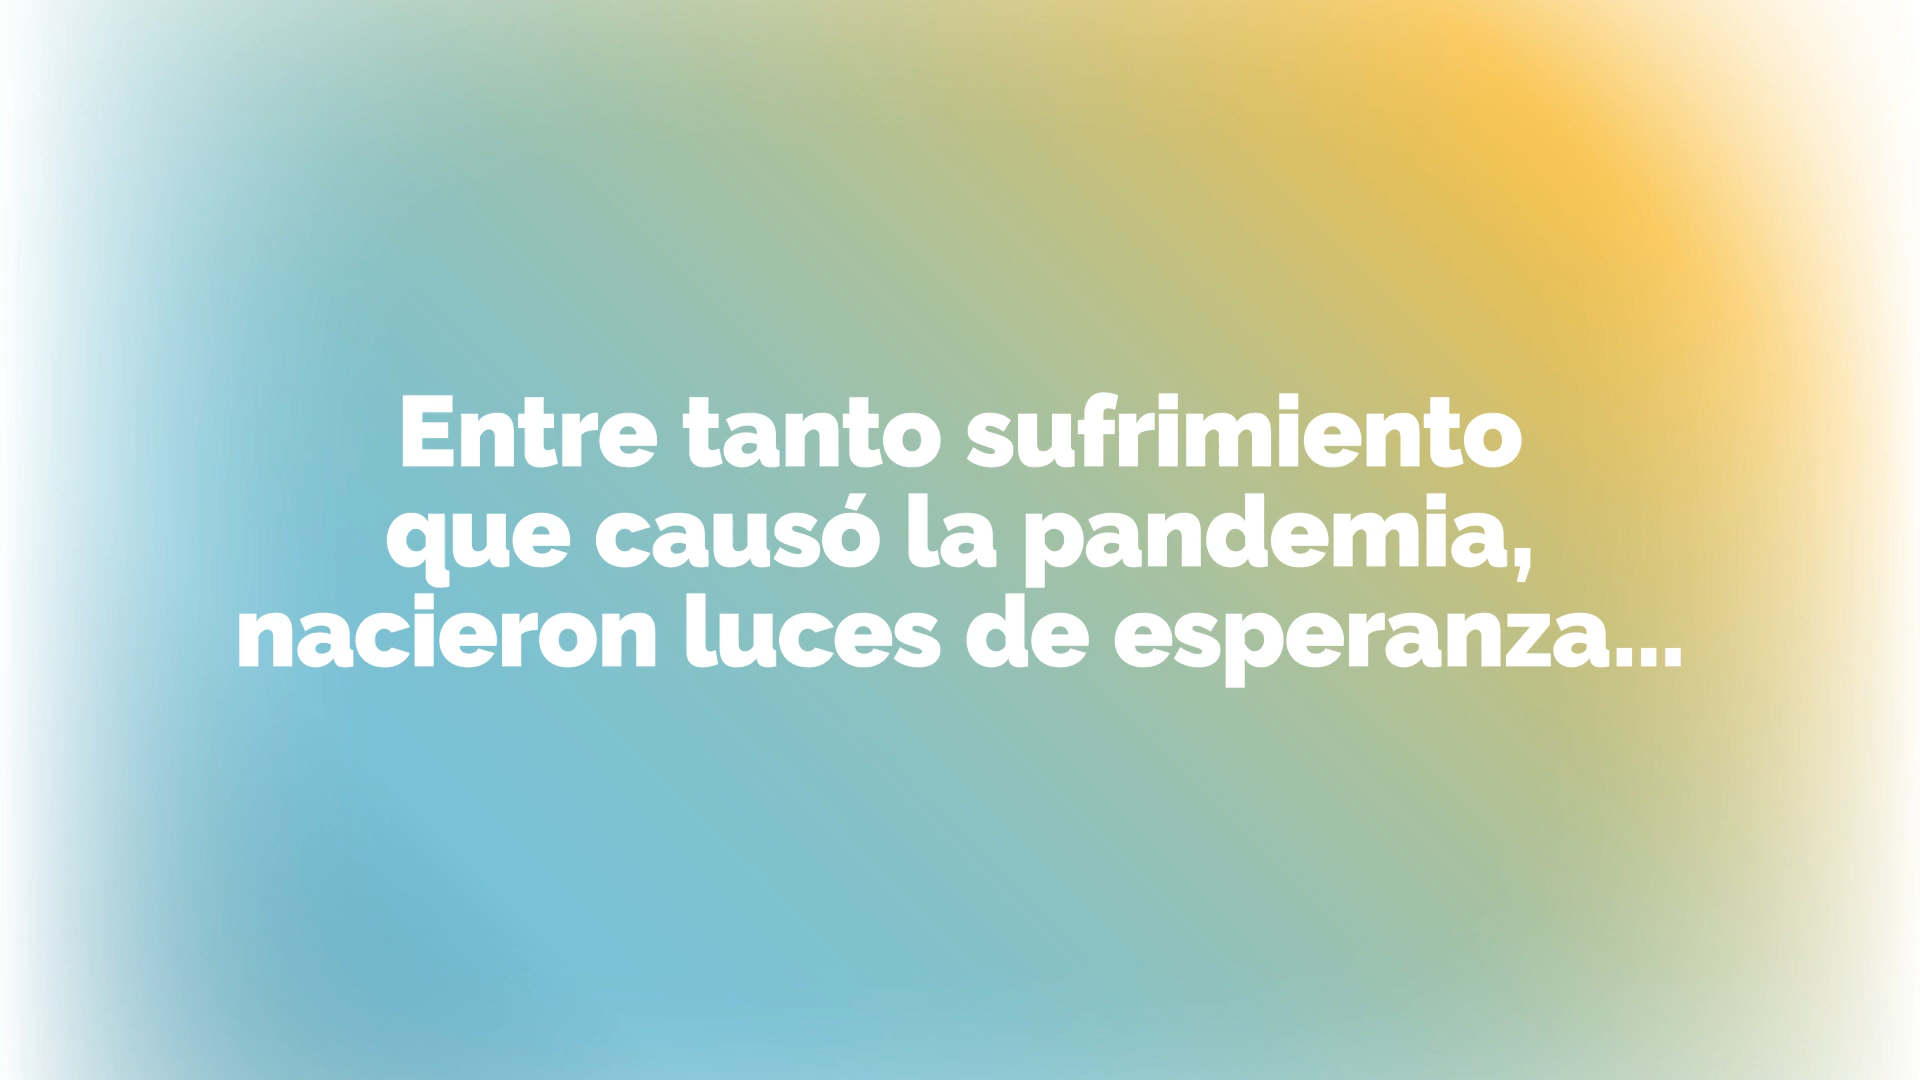 Entre tanto sufrimiento
que causó la pandemia,
nacieron luces de esperanza...